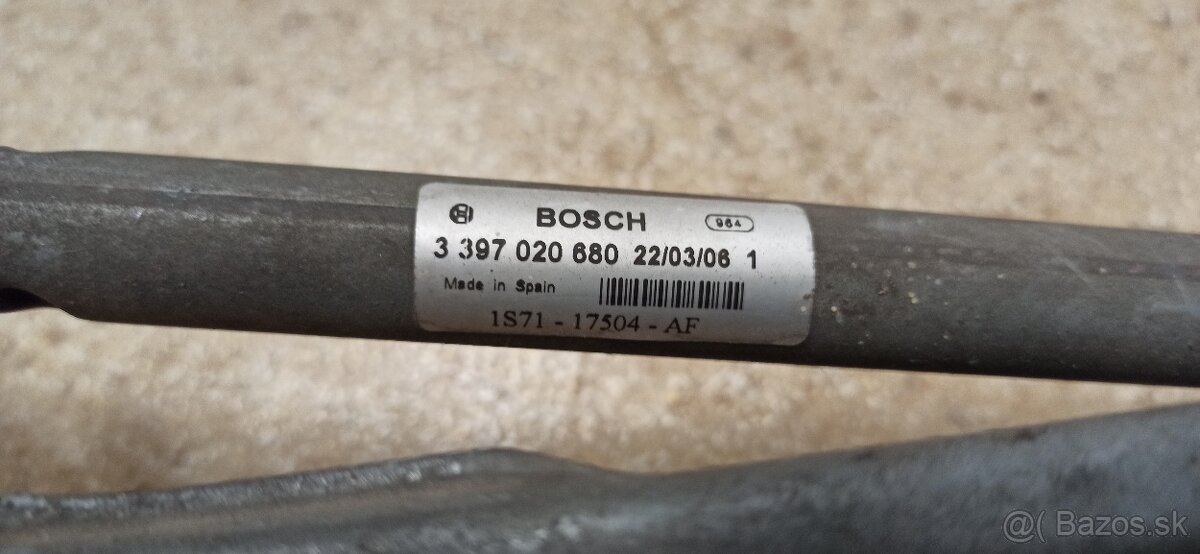 BOSCH 964
3 397 020 680 22/03/06 1
Made in Spain
1S71 - 17504 - AF
@( Bazos.sk